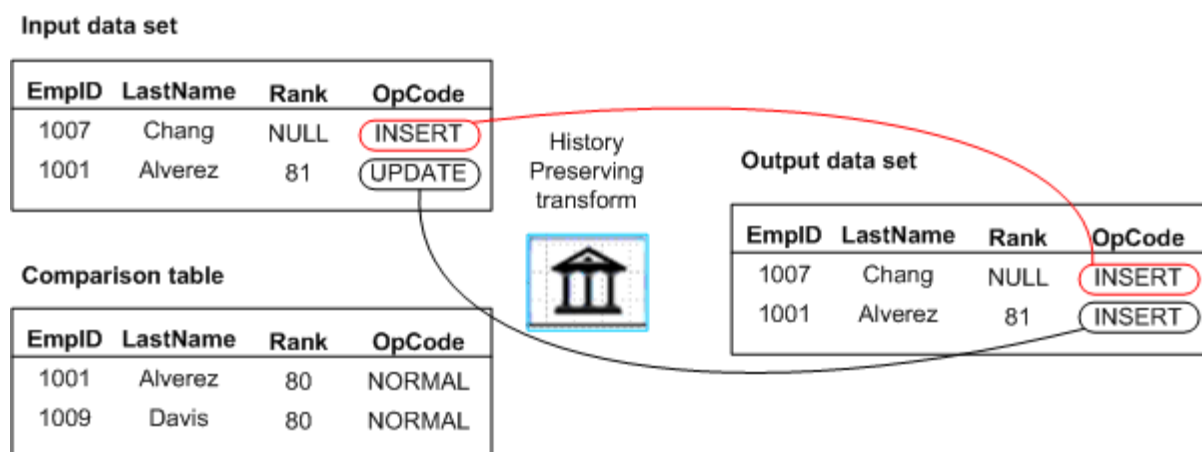 Input data set
EmpID LastName Rank OpCode
1007 Chang NULL INSERT
1001 Alverez 81 UPDATE
History
Preserving
transform
Output data set
EmpID LastName Rank OpCode
1007 Chang NULL INSERT
1001 Alverez 81 INSERT
Comparison table
EmpID LastName Rank OpCode
1001 Alverez 80 NORMAL
1009 Davis 80 NORMAL